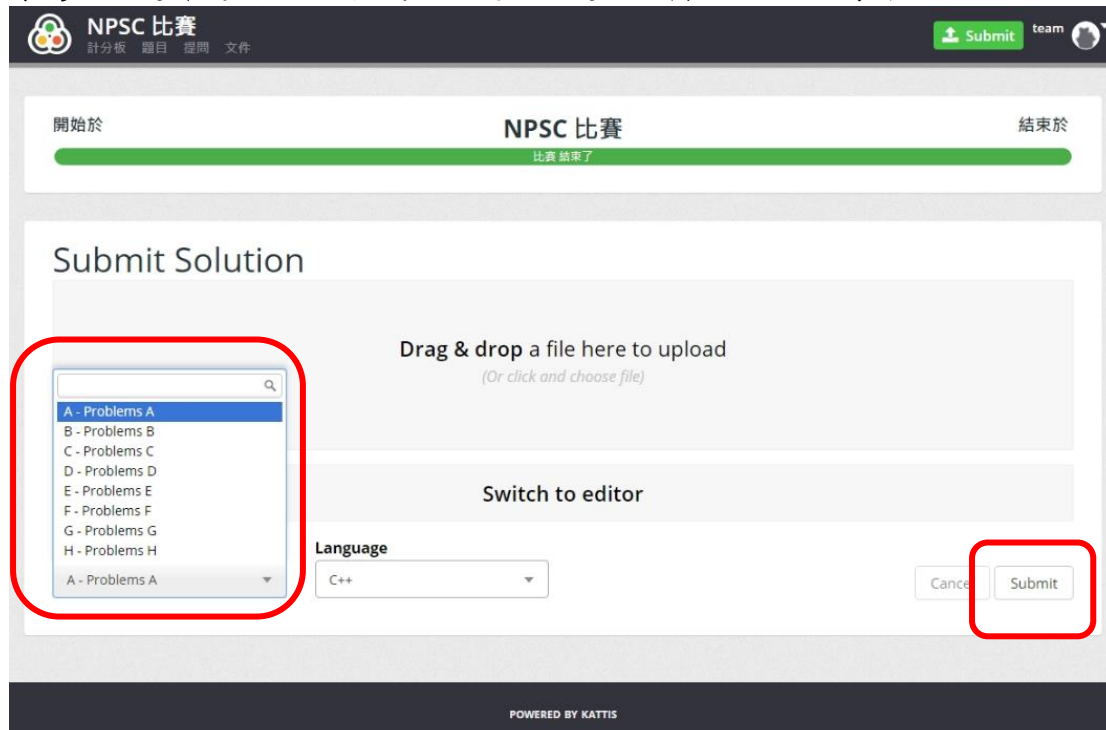 NPSC 比賽
計分板 題目 提問 文件
Submit
team
開始於
NPSC 比賽
結束於
比賽 結束了
Submit Solution
Drag & drop a file here to upload
(Or click and choose file)
A - Problems A
B - Problems B
C - Problems C
D - Problems D
E - Problems E
F - Problems F
G - Problems G
H - Problems H
A - Problems A
Switch to editor
Language
C++
Cance
Submit
POWERED BY KATTIS